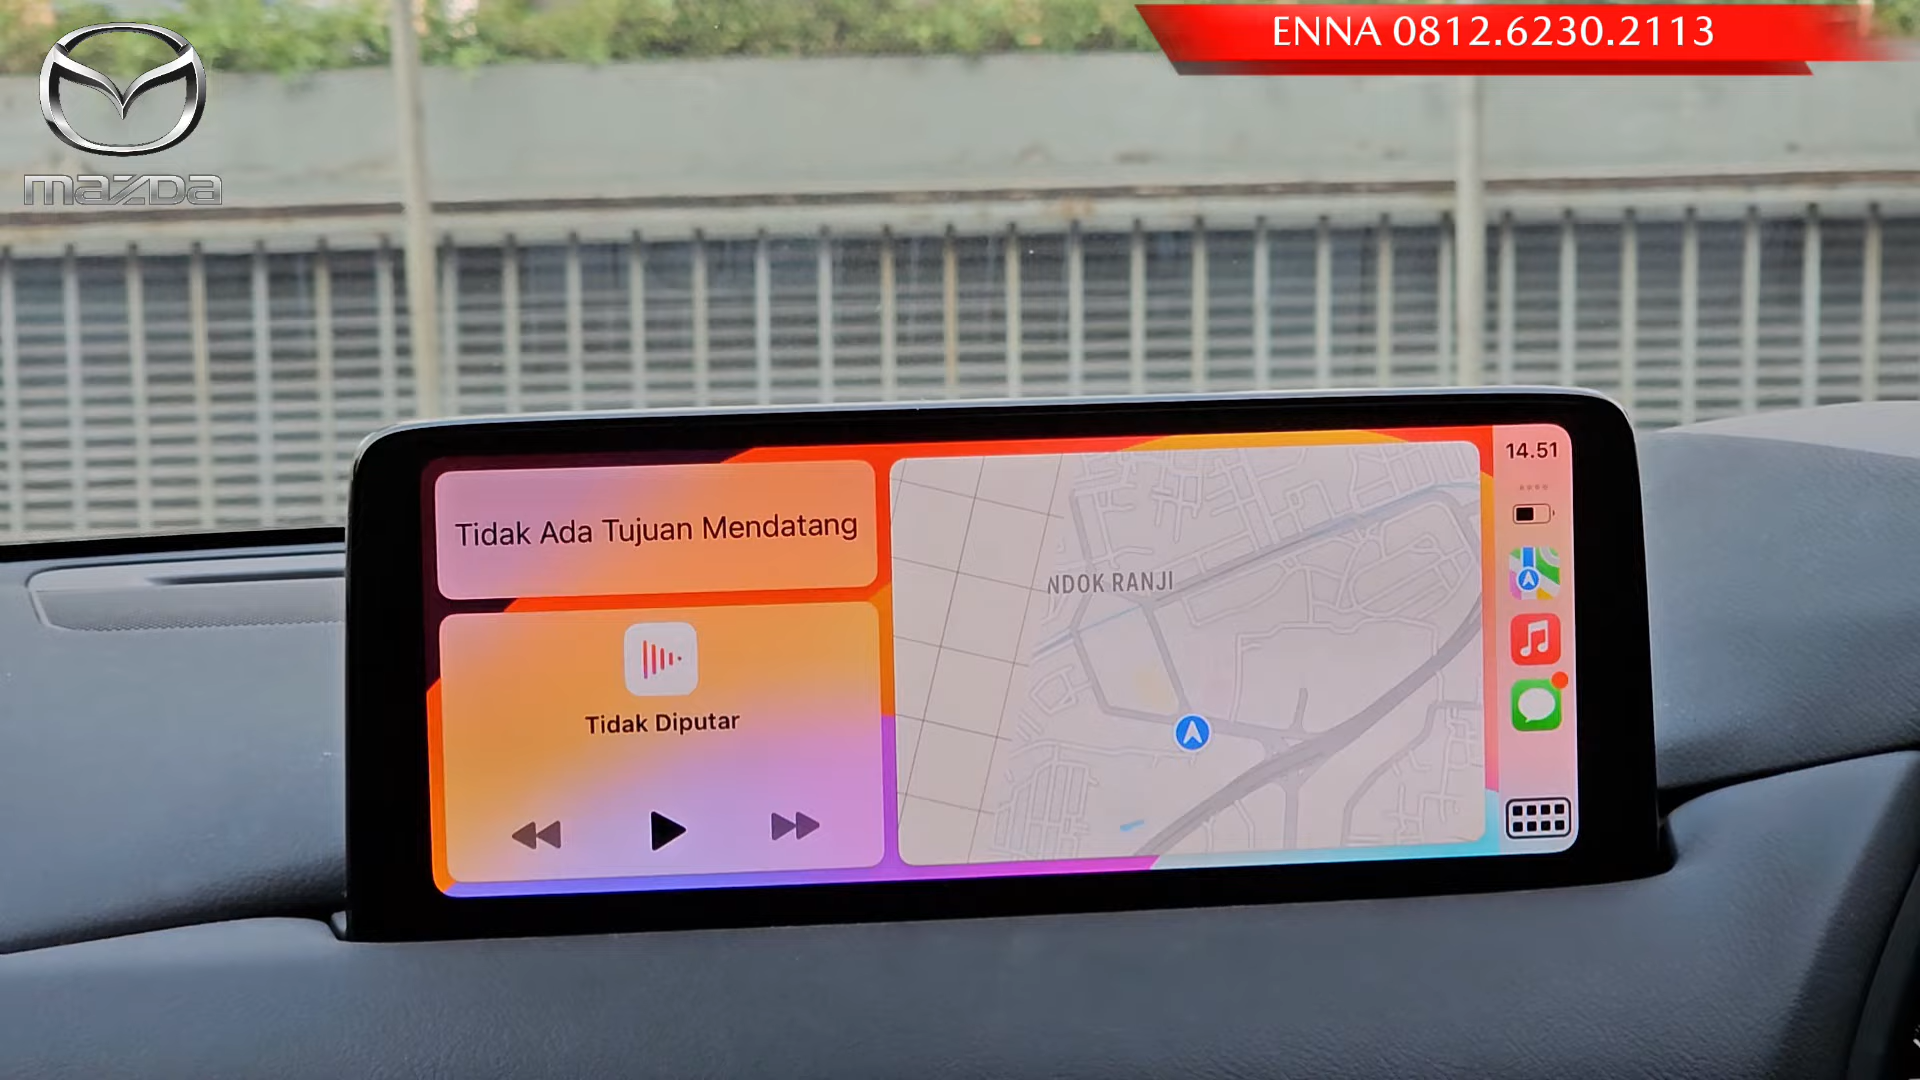 ENNA 0812.6230.2113
mazda
14.51
Tidak Ada Tujuan Mendatang
NDOK RANJI
Tidak Diputar